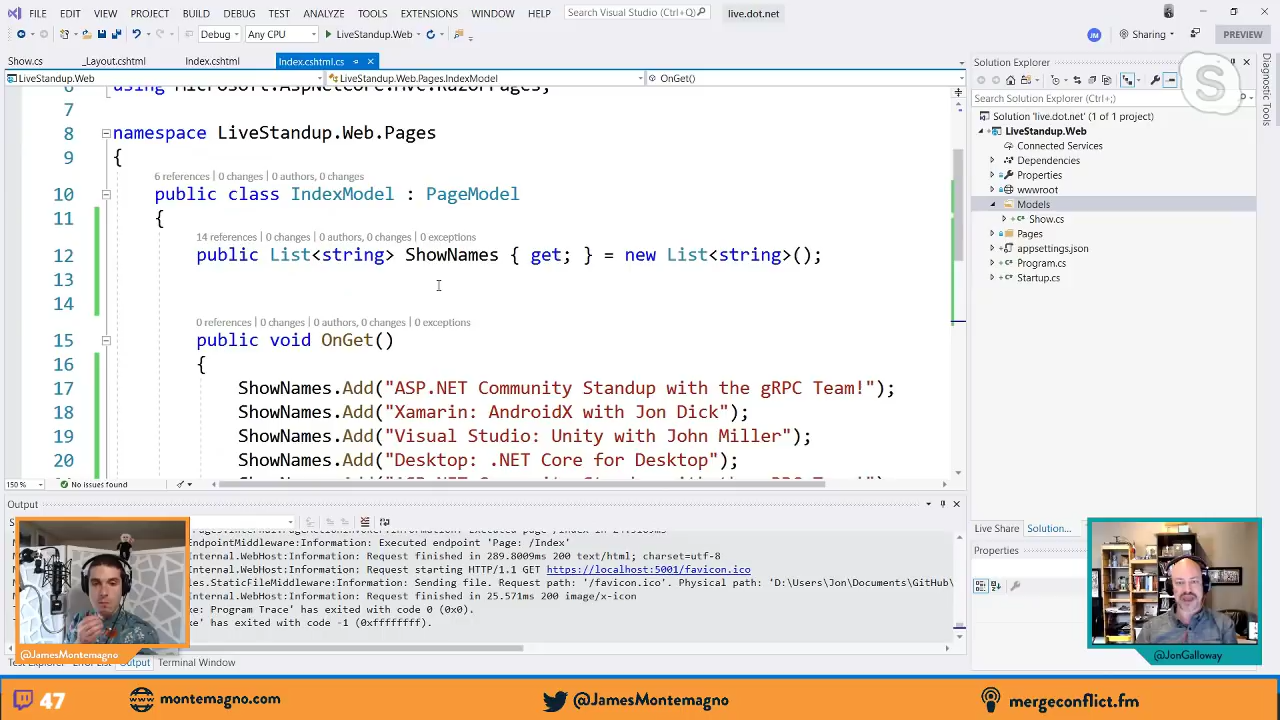 FILE EDIT VIEW PROJECT BUILD DEBUG TEST ANALYZE TOOLS EXTENSIONS WINDOW HELP Search Visual Studio (Ctrl+Q) live.dot.net
Debug Any CPU LiveStandup.Web JM Sharing PREVIEW
Show.cs _Layout.cshtml Index.cshtml Index.cshtml.cs
LiveStandup.Web LiveStandup.Web.Pages.IndexModel OnGet()
7
8 namespace LiveStandup.Web.Pages
9 {
6 references | 0 changes | 0 authors, 0 changes
10 public class IndexModel : PageModel
11 {
14 references | 0 changes | 0 authors, 0 changes | 0 exceptions
12 public List<string> ShowNames { get; } = new List<string>();
13
14
0 references | 0 changes | 0 authors, 0 changes | 0 exceptions
15 public void OnGet()
16 {
17 ShowNames.Add("ASP.NET Community Standup with the gRPC Team!");
18 ShowNames.Add("Xamarin: AndroidX with Jon Dick");
19 ShowNames.Add("Visual Studio: Unity with John Miller");
20 ShowNames.Add("Desktop: .NET Core for Desktop");
150 % No issues found
Output
EndpointMiddleware:Information: Executed endpoint 'Page: /Index'
Internal.WebHost:Information: Request finished in 289.8009ms 200 text/html; charset=utf-8
Internal.WebHost:Information: Request starting HTTP/1.1 GET https://localhost:5001/favicon.ico
es.StaticFileMiddleware:Information: Sending file. Request path: '/favicon.ico'. Physical path: 'D:\Users\Jon\Documents\GitHub\
Internal.WebHost:Information: Request finished in 25.571ms 200 image/x-icon
e: Program Trace' has exited with code 0 (0x0).
ke' has exited with code -1 (0xffffffff).
Output Terminal Window
Solution Explorer
Search Solution Explorer (Ctrl+;)
Solution 'live.dot.net' (1 of 1 project)
LiveStandup.Web
Connected Services
Dependencies
Properties
wwwroot
Models
Show.cs
Pages
appsettings.json
Program.cs
Startup.cs
Live Share Solution...
Properties
Diagnostic Tools
@JamesMontemagno
@JonGalloway
47 montemagno.com @JamesMontemagno mergeconflict.fm